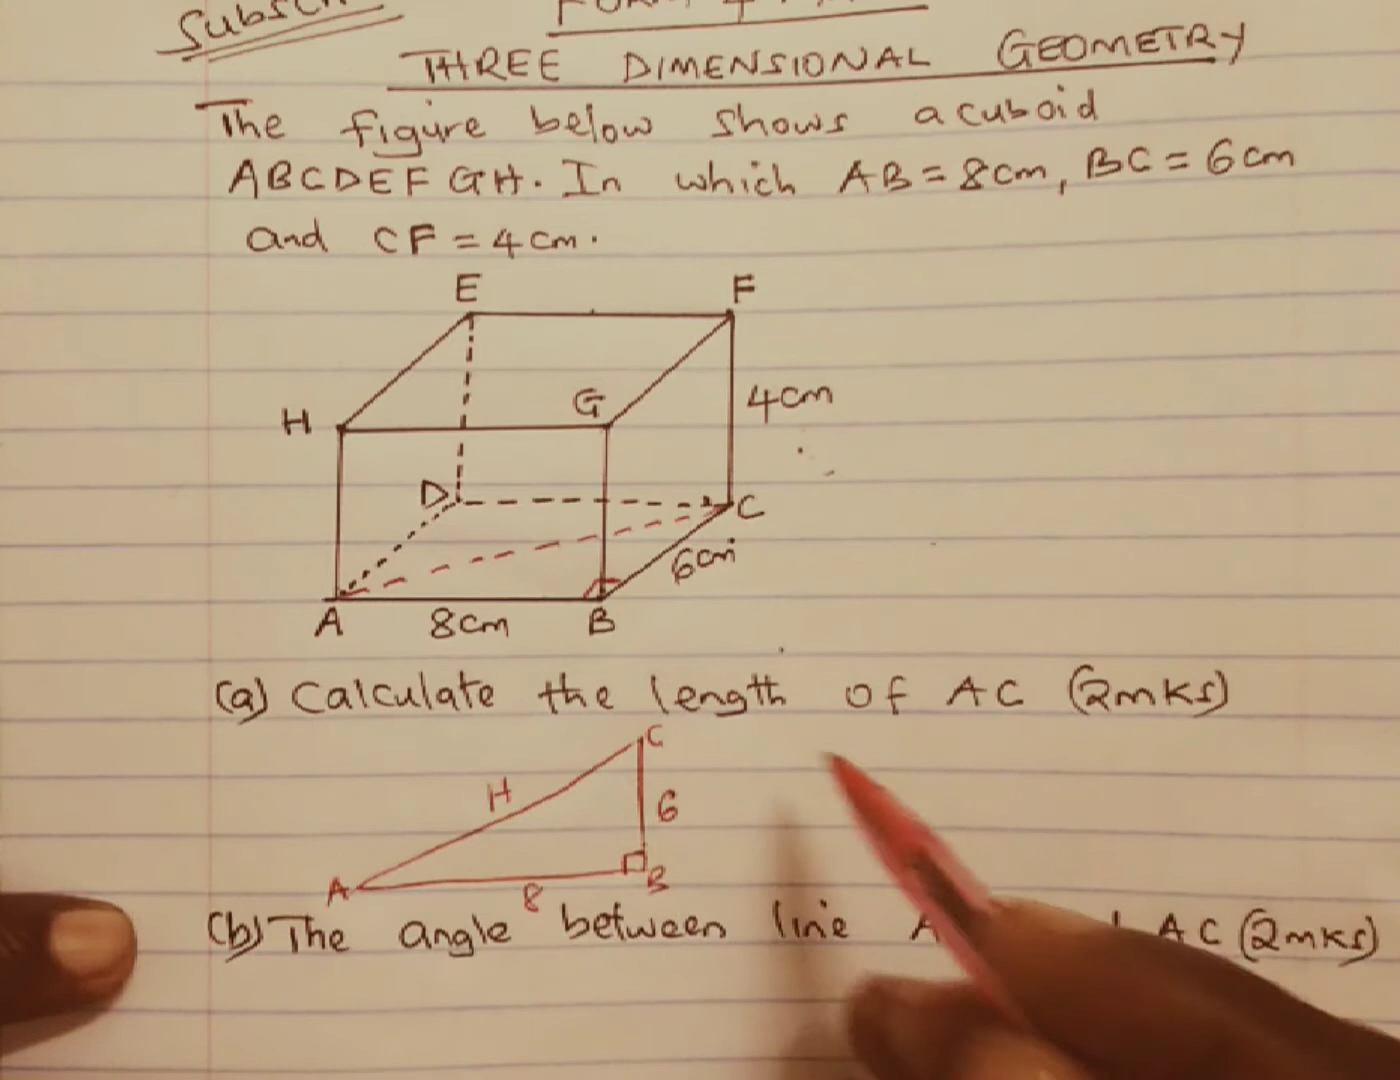 THREE DIMENSIONAL GEOMETRY
The figure below shows a cuboid
ABCDEFGH. In which AB = 8cm, BC = 6cm
and CF = 4cm.
E F
H G 4cm
D C
6cm
A 8cm B
(a) Calculate the length of AC (2mks)
C
H 6
A 8 B
(b) The angle between line AC (2mks)